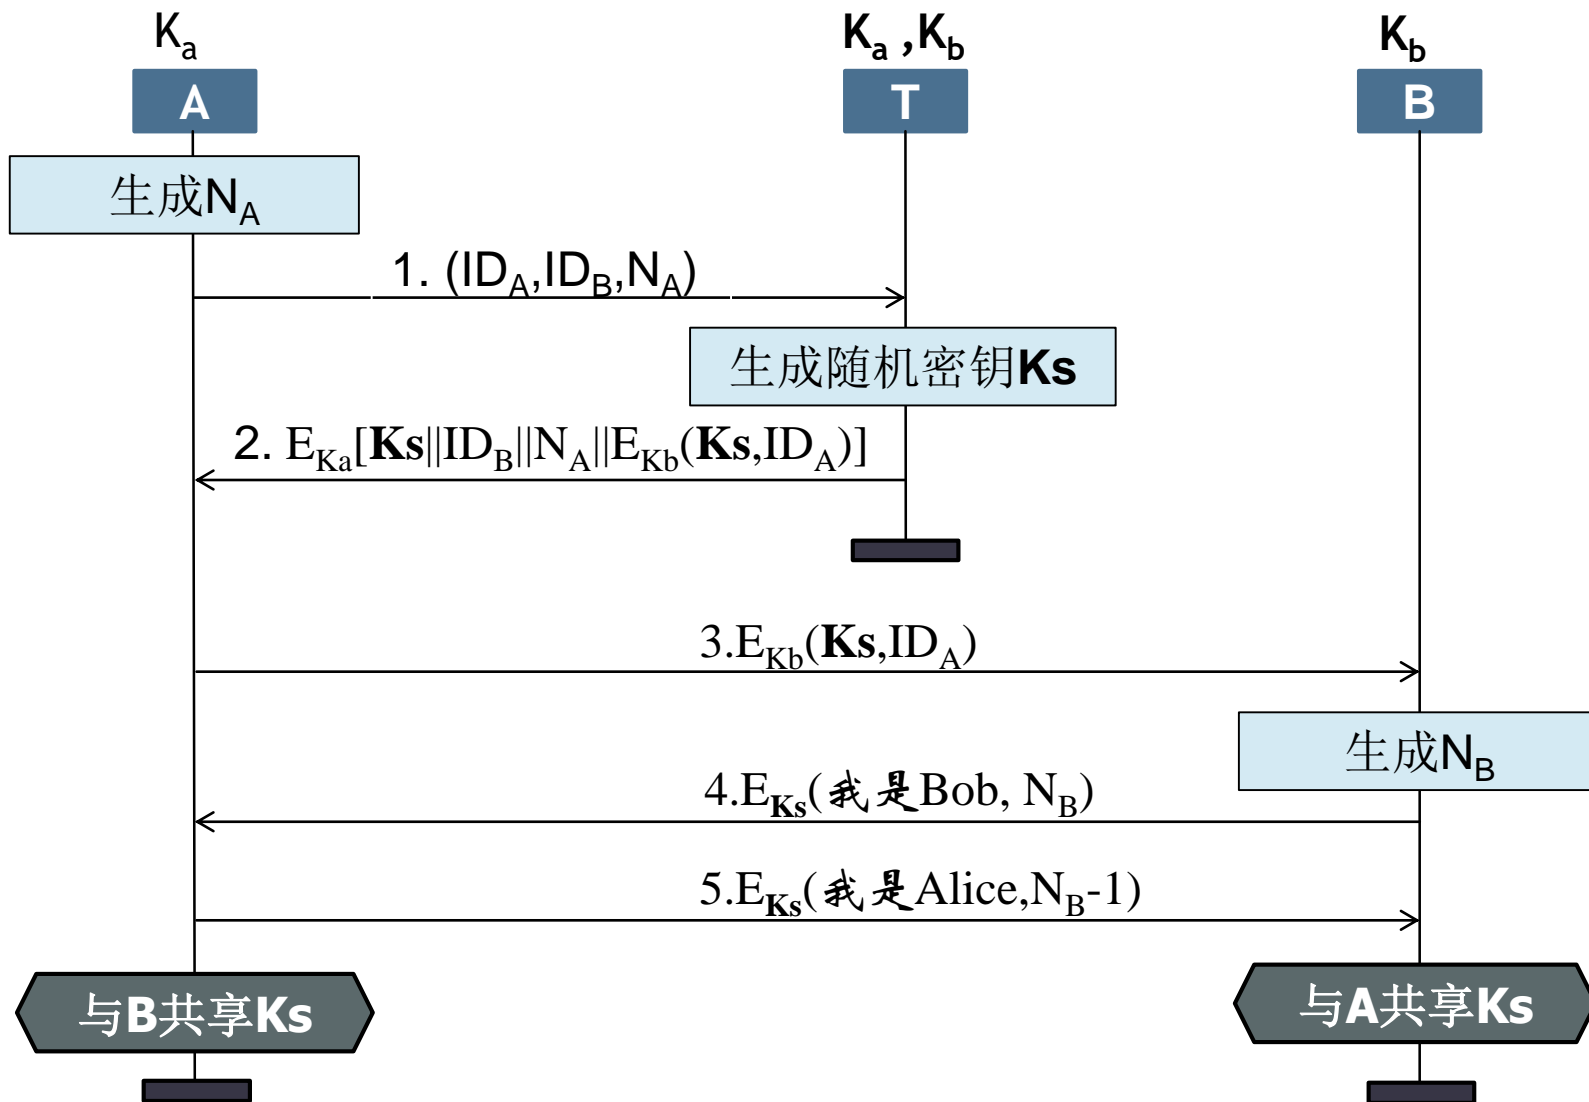 Ka
Ka ,Kb
Kb
A
T
B
生成NA
1. (IDA,IDB,NA)
生成随机密钥Ks
2. EKa[Ks||IDB||NA||EKb(Ks,IDA)]
3.EKb(Ks,IDA)
生成NB
4.EKs(我是Bob, NB)
5.EKs(我是Alice,NB-1)
与B共享Ks
与A共享Ks